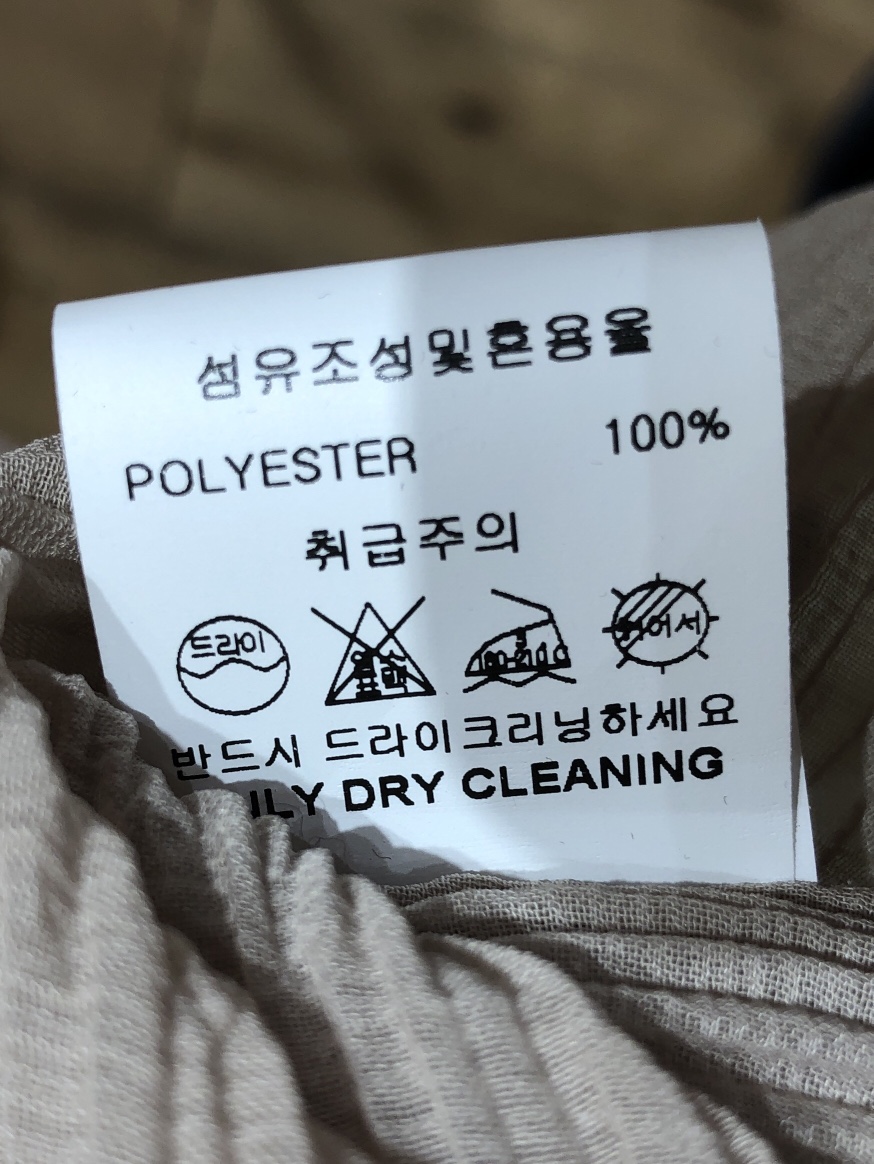 섬유조성및혼용율
POLYESTER 100%
취급주의
드라이
반드시 드라이크리닝하세요
DRY CLEANING